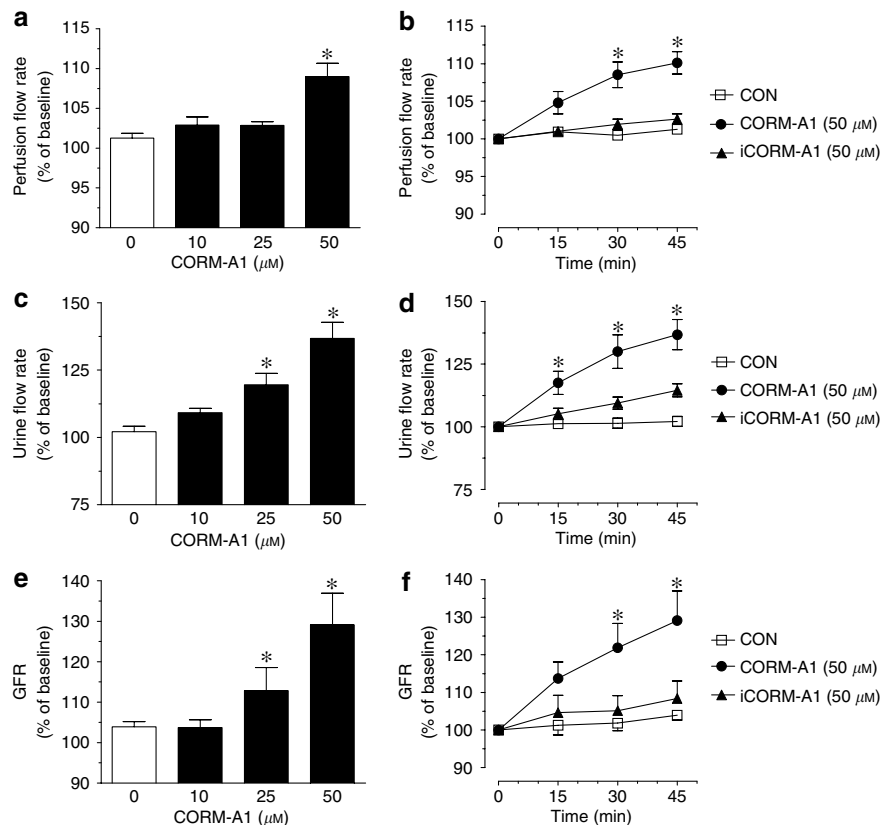 a
Perfusion flow rate
(% of baseline)
115
110
105
100
95
90
*
0 10 25 50
CORM-A1 (μM)
b
Perfusion flow rate
(% of baseline)
115
110
105
100
95
90
* *
0 15 30 45
Time (min)
CON
CORM-A1 (50 μM)
iCORM-A1 (50 μM)
c
Urine flow rate
(% of baseline)
150
125
100
75
* *
0 10 25 50
CORM-A1 (μM)
d
Urine flow rate
(% of baseline)
150
125
100
75
* * *
0 15 30 45
Time (min)
CON
CORM-A1 (50 μM)
iCORM-A1 (50 μM)
e
GFR
(% of baseline)
140
130
120
110
100
90
* *
0 10 25 50
CORM-A1 (μM)
f
GFR
(% of baseline)
140
130
120
110
100
90
* *
0 15 30 45
Time (min)
CON
CORM-A1 (50 μM)
iCORM-A1 (50 μM)